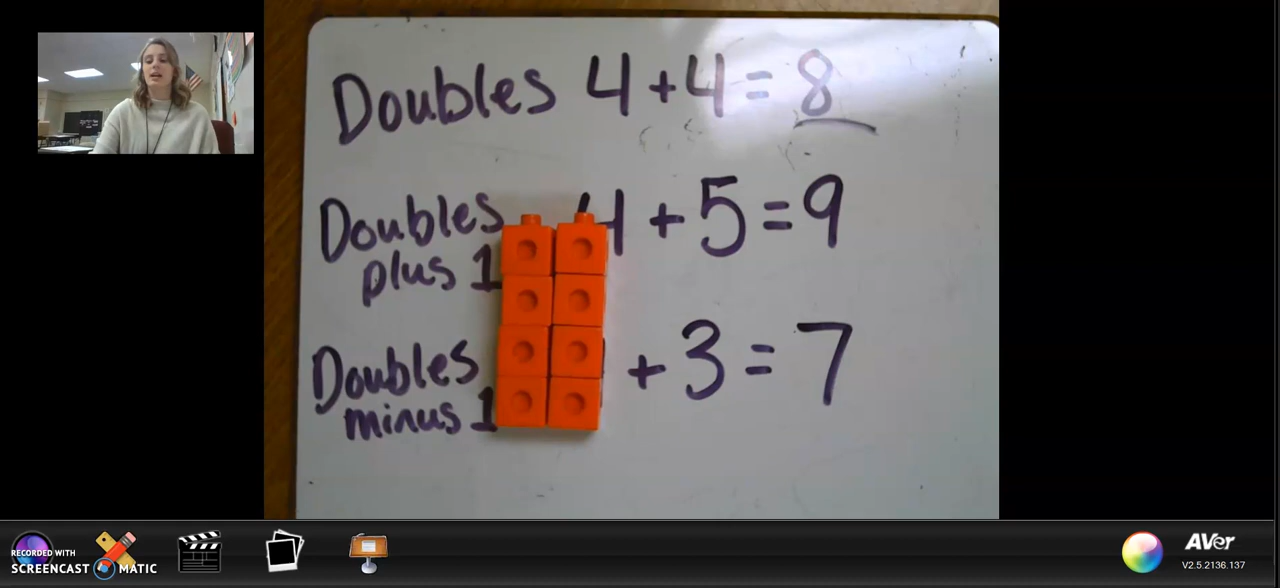 Doubles 4+4=8
Doubles 4+5=9
plus 1
Doubles +3=7
minus 1
RECORDED WITH
SCREENCAST MATIC
AVer
V2.5.2136.137